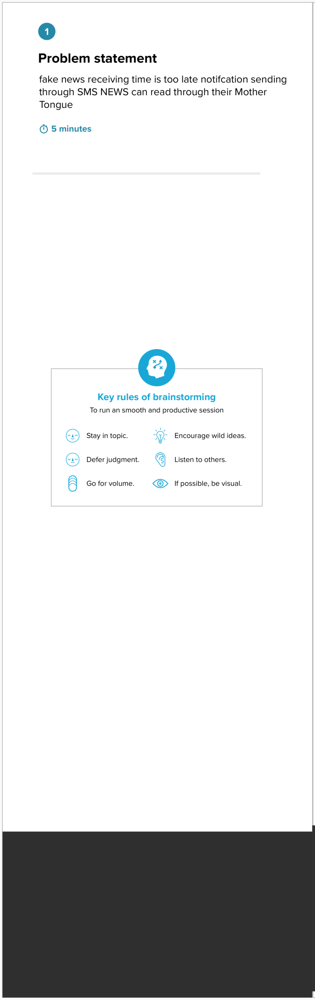 1
Problem statement
fake news receiving time is too late notifcation sending
through SMS NEWS can read through their Mother
Tongue
5 minutes
Key rules of brainstorming
To run an smooth and productive session
Stay in topic.
Encourage wild ideas.
Defer judgment.
Listen to others.
Go for volume.
If possible, be visual.